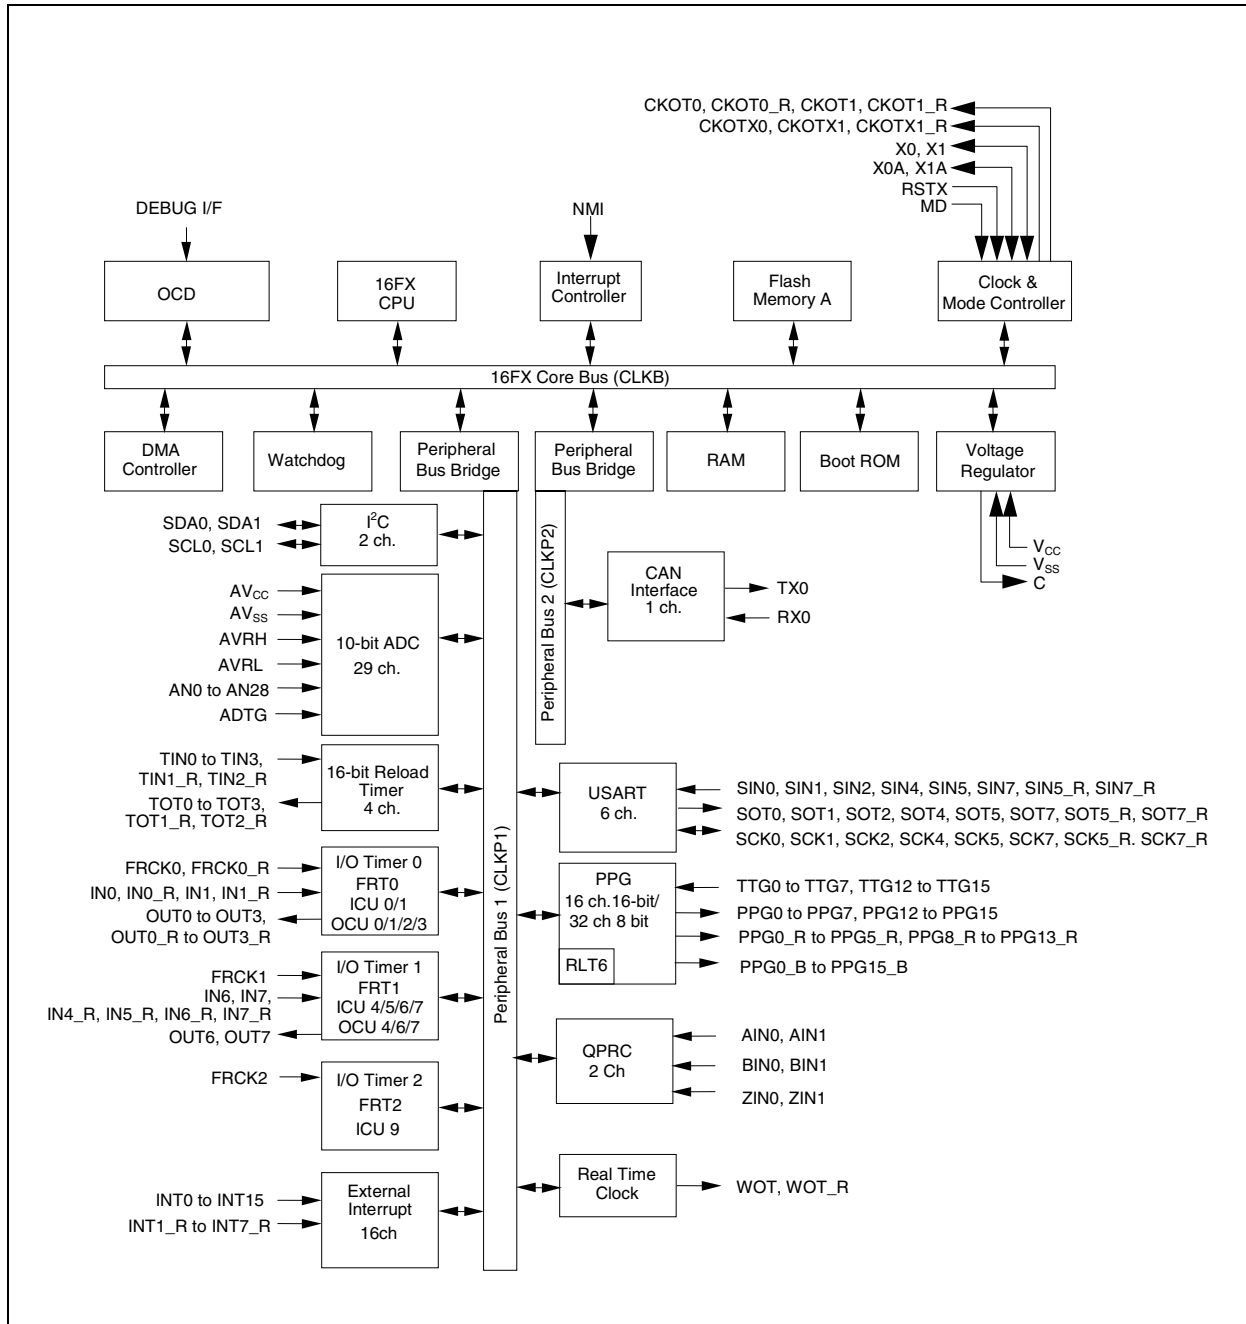 CKOT0, CKOT0_R, CKOT1, CKOT1_R
CKOTX0, CKOTX1, CKOTX1_R
X0, X1
X0A, X1A
RSTX
MD
DEBUG I/F
NMI
OCD
16FX
CPU
Interrupt
Controller
Flash
Memory A
Clock &
Mode Controller
16FX Core Bus (CLKB)
DMA
Controller
Watchdog
Peripheral
Bus Bridge
Peripheral
Bus Bridge
RAM
Boot ROM
Voltage
Regulator
VCC
VSS
C
Peripheral Bus 1 (CLKP1)
Peripheral Bus 2 (CLKP2)
SDA0, SDA1
SCL0, SCL1
I2C
2 ch.
AVCC
AVSS
AVRH
AVRL
AN0 to AN28
ADTG
10-bit ADC
29 ch.
TIN0 to TIN3,
TIN1_R, TIN2_R
TOT0 to TOT3,
TOT1_R, TOT2_R
16-bit Reload
Timer
4 ch.
FRCK0, FRCK0_R
IN0, IN0_R, IN1, IN1_R
OUT0 to OUT3,
OUT0_R to OUT3_R
I/O Timer 0
FRT0
ICU 0/1
OCU 0/1/2/3
FRCK1
IN6, IN7,
IN4_R, IN5_R, IN6_R, IN7_R
OUT6, OUT7
I/O Timer 1
FRT1
ICU 4/5/6/7
OCU 4/6/7
FRCK2
I/O Timer 2
FRT2
ICU 9
INT0 to INT15
INT1_R to INT7_R
External
Interrupt
16ch
CAN
Interface
1 ch.
TX0
RX0
USART
6 ch.
SIN0, SIN1, SIN2, SIN4, SIN5, SIN7, SIN5_R, SIN7_R
SOT0, SOT1, SOT2, SOT4, SOT5, SOT7, SOT5_R, SOT7_R
SCK0, SCK1, SCK2, SCK4, SCK5, SCK7, SCK5_R. SCK7_R
PPG
16 ch.16-bit/
32 ch 8 bit
RLT6
TTG0 to TTG7, TTG12 to TTG15
PPG0 to PPG7, PPG12 to PPG15
PPG0_R to PPG5_R, PPG8_R to PPG13_R
PPG0_B to PPG15_B
QPRC
2 Ch
AIN0, AIN1
BIN0, BIN1
ZIN0, ZIN1
Real Time
Clock
WOT, WOT_R